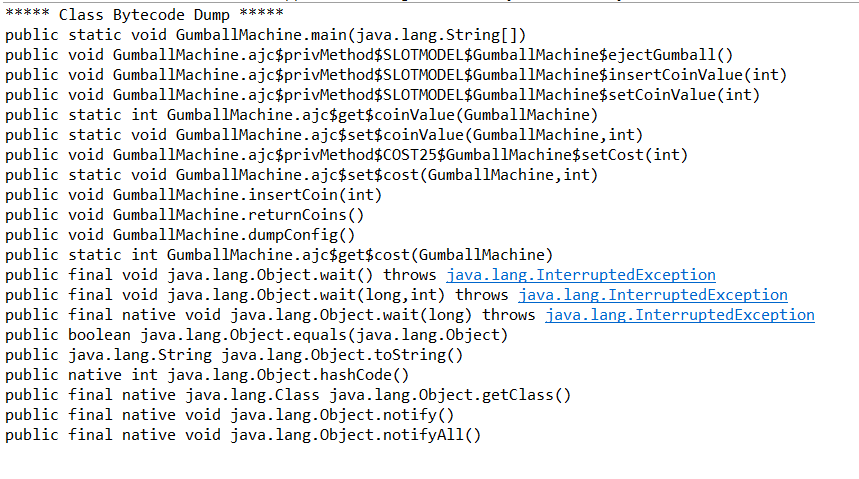 ***** Class Bytecode Dump *****
public static void GumballMachine.main(java.lang.String[])
public void GumballMachine.ajc$privMethod$SLOTMODEL$GumballMachine$ejectGumball()
public void GumballMachine.ajc$privMethod$SLOTMODEL$GumballMachine$insertCoinValue(int)
public void GumballMachine.ajc$privMethod$SLOTMODEL$GumballMachine$setCoinValue(int)
public static int GumballMachine.ajc$get$coinValue(GumballMachine)
public static void GumballMachine.ajc$set$coinValue(GumballMachine,int)
public void GumballMachine.ajc$privMethod$COST25$GumballMachine$setCost(int)
public static void GumballMachine.ajc$set$cost(GumballMachine,int)
public void GumballMachine.insertCoin(int)
public void GumballMachine.returnCoins()
public void GumballMachine.dumpConfig()
public static int GumballMachine.ajc$get$cost(GumballMachine)
public final void java.lang.Object.wait() throws java.lang.InterruptedException
public final void java.lang.Object.wait(long,int) throws java.lang.InterruptedException
public final native void java.lang.Object.wait(long) throws java.lang.InterruptedException
public boolean java.lang.Object.equals(java.lang.Object)
public java.lang.String java.lang.Object.toString()
public native int java.lang.Object.hashCode()
public final native java.lang.Class java.lang.Object.getClass()
public final native void java.lang.Object.notify()
public final native void java.lang.Object.notifyAll()